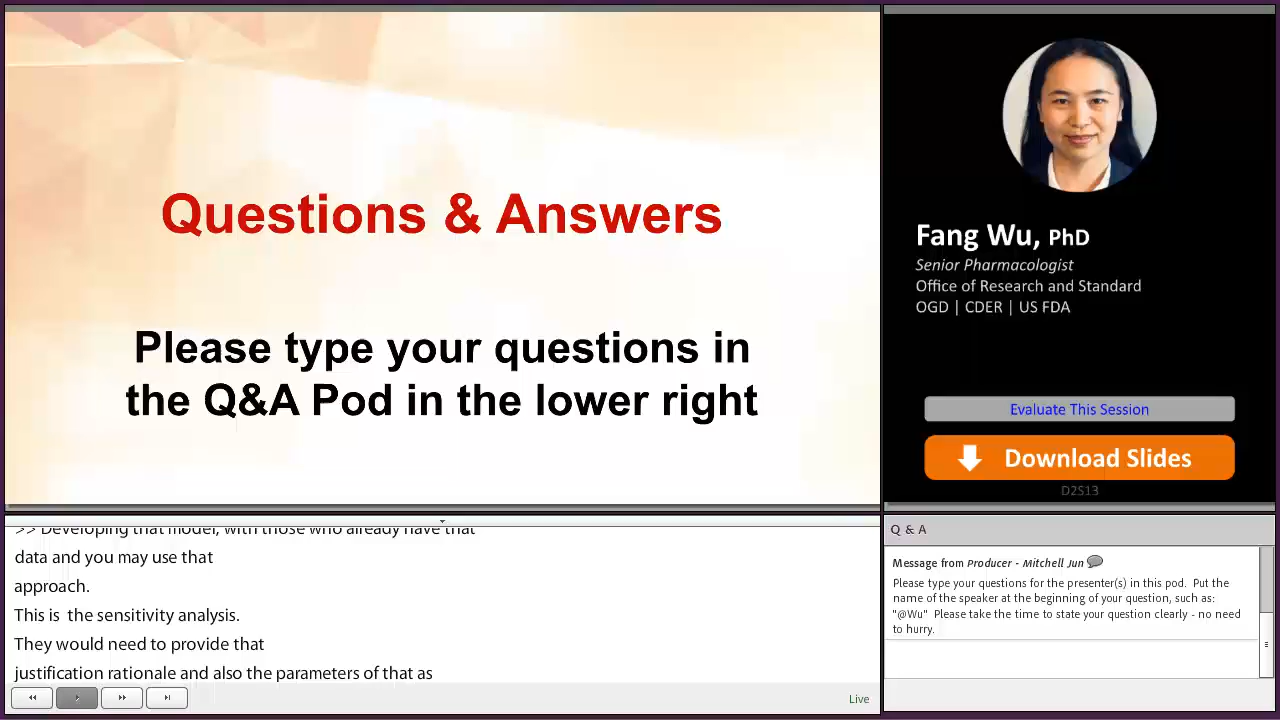 Questions & Answers
Please type your questions in
the Q&A Pod in the lower right
Fang Wu, PhD
Senior Pharmacologist
Office of Research and Standard
OGD | CDER | US FDA
Evaluate This Session
Download Slides
D2S13
>> Developing that model, with those who already have that
data and you may use that
approach.
This is the sensitivity analysis.
They would need to provide that
justification rationale and also the parameters of that as
Live
Q & A
Message from Producer - Mitchell Jun
Please type your questions for the presenter(s) in this pod. Put the
name of the speaker at the beginning of your question, such as:
"@Wu" Please take the time to state your question clearly - no need
to hurry.